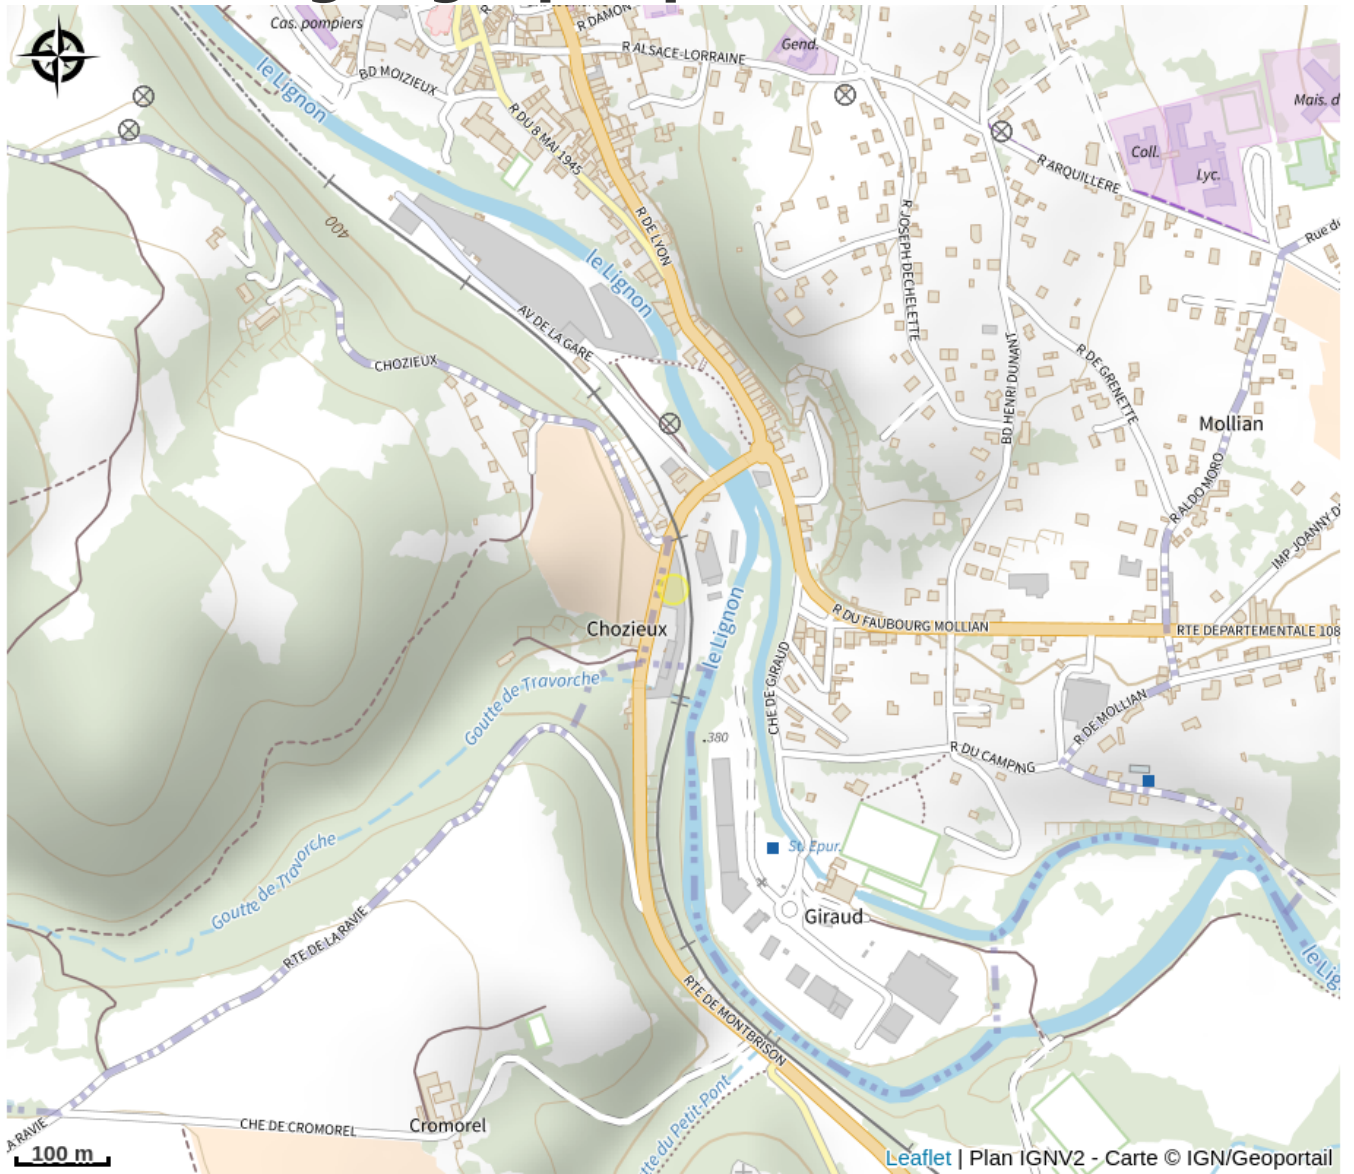 Cas. pompiers
R DAMON
Gend.
R ALSACE-LORRAINE
le Lignon
BD MOIZIEUX
Mais. d
R DU 8 MAI 1945
Coll.
Lyc.
R ARQUILLERE
400
R DE LYON
R JOSEPH DECHELETTE
Rue de
le Lignon
AV DE LA GARE
CHOZIEUX
BD HENRI DUNANT
R DE GRENETTE
Mollian
R ALDO MORO
IMP JOANNY D
le Lignon
Chozieux
R DU FAUBOURG MOLLIAN
RTE DEPARTEMENTALE 108
CHE DE GIRAUD
Goutte de Travorche
R DE MOLLIAN
.380
R DU CAMPING
Goutte de Travorche
St. Epur.
Giraud
RTE DE LA RAVIE
le Lig
RTE DE MONTBRISON
tte du Petit-Pont
Cromorel
CHE DE CROMOREL
LA RAVIE
100 m
Leaflet | Plan IGNV2 - Carte © IGN/Geoportail